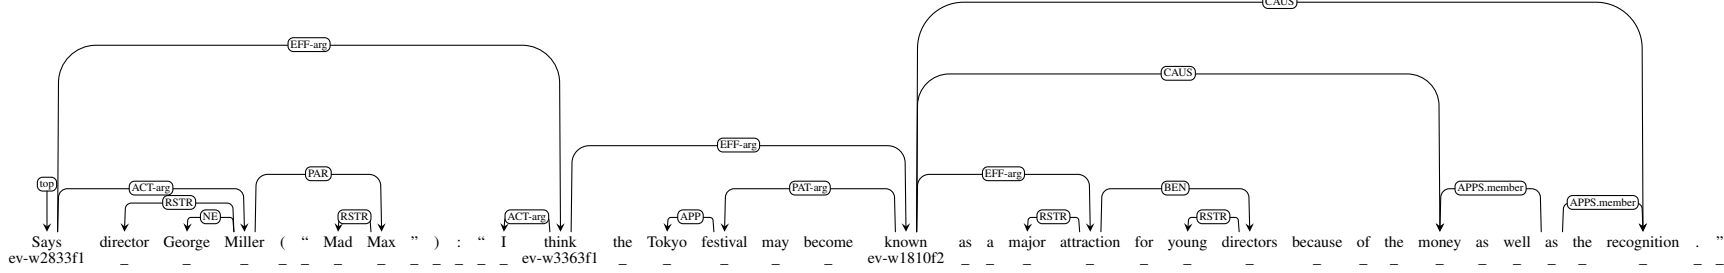 CAUS
EFF-arg
CAUS
EFF-arg
PAR EFF-arg
top ACT-arg PAT-arg BEN APPS.member
RSTR APPS.member
NE RSTR ACT-arg APP RSTR RSTR
Says director George Miller ( “ Mad Max ” ) : “ I think the Tokyo festival may become known as a major attraction for young directors because of the money as well as the recognition . ”
ev-w2833f1 _ _ _ _ _ _ _ _ _ _ _ _ ev-w3363f1 _ _ _ _ _ ev-w1810f2 _ _ _ _ _ _ _ _ _ _ _ _ _ _ _ _ _ _